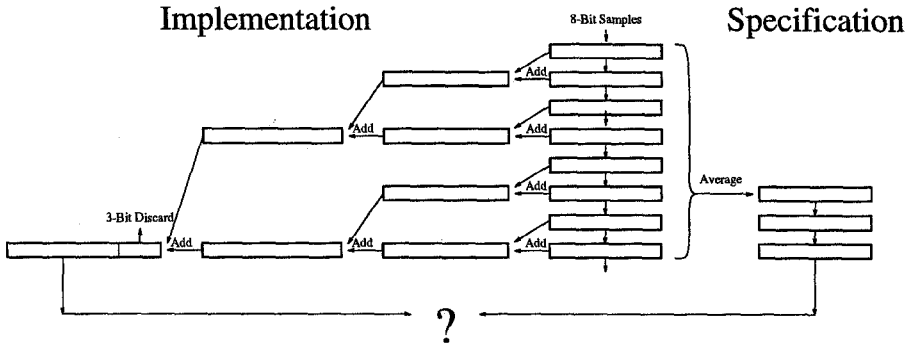 Implementation
8-Bit Samples
Specification
Add
Add
Add
Average
Add
3-Bit Discard
Add
Add
Add
?